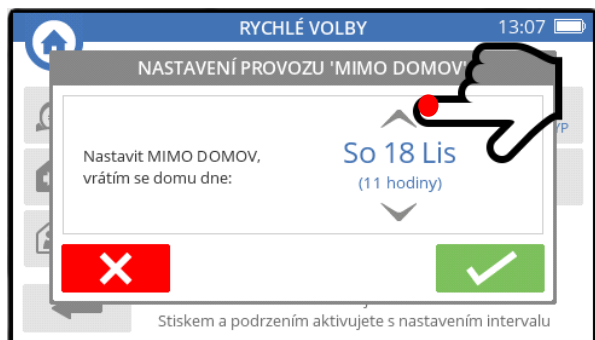 RYCHLÉ VOLBY 13:07
NASTAVENÍ PROVOZU 'MIMO DOMOV'
/P
Nastavit MIMO DOMOV,
vrátím se domu dne:
So 18 Lis
(11 hodiny)
Stiskem a podrzením aktivujete s nastavením intervalu